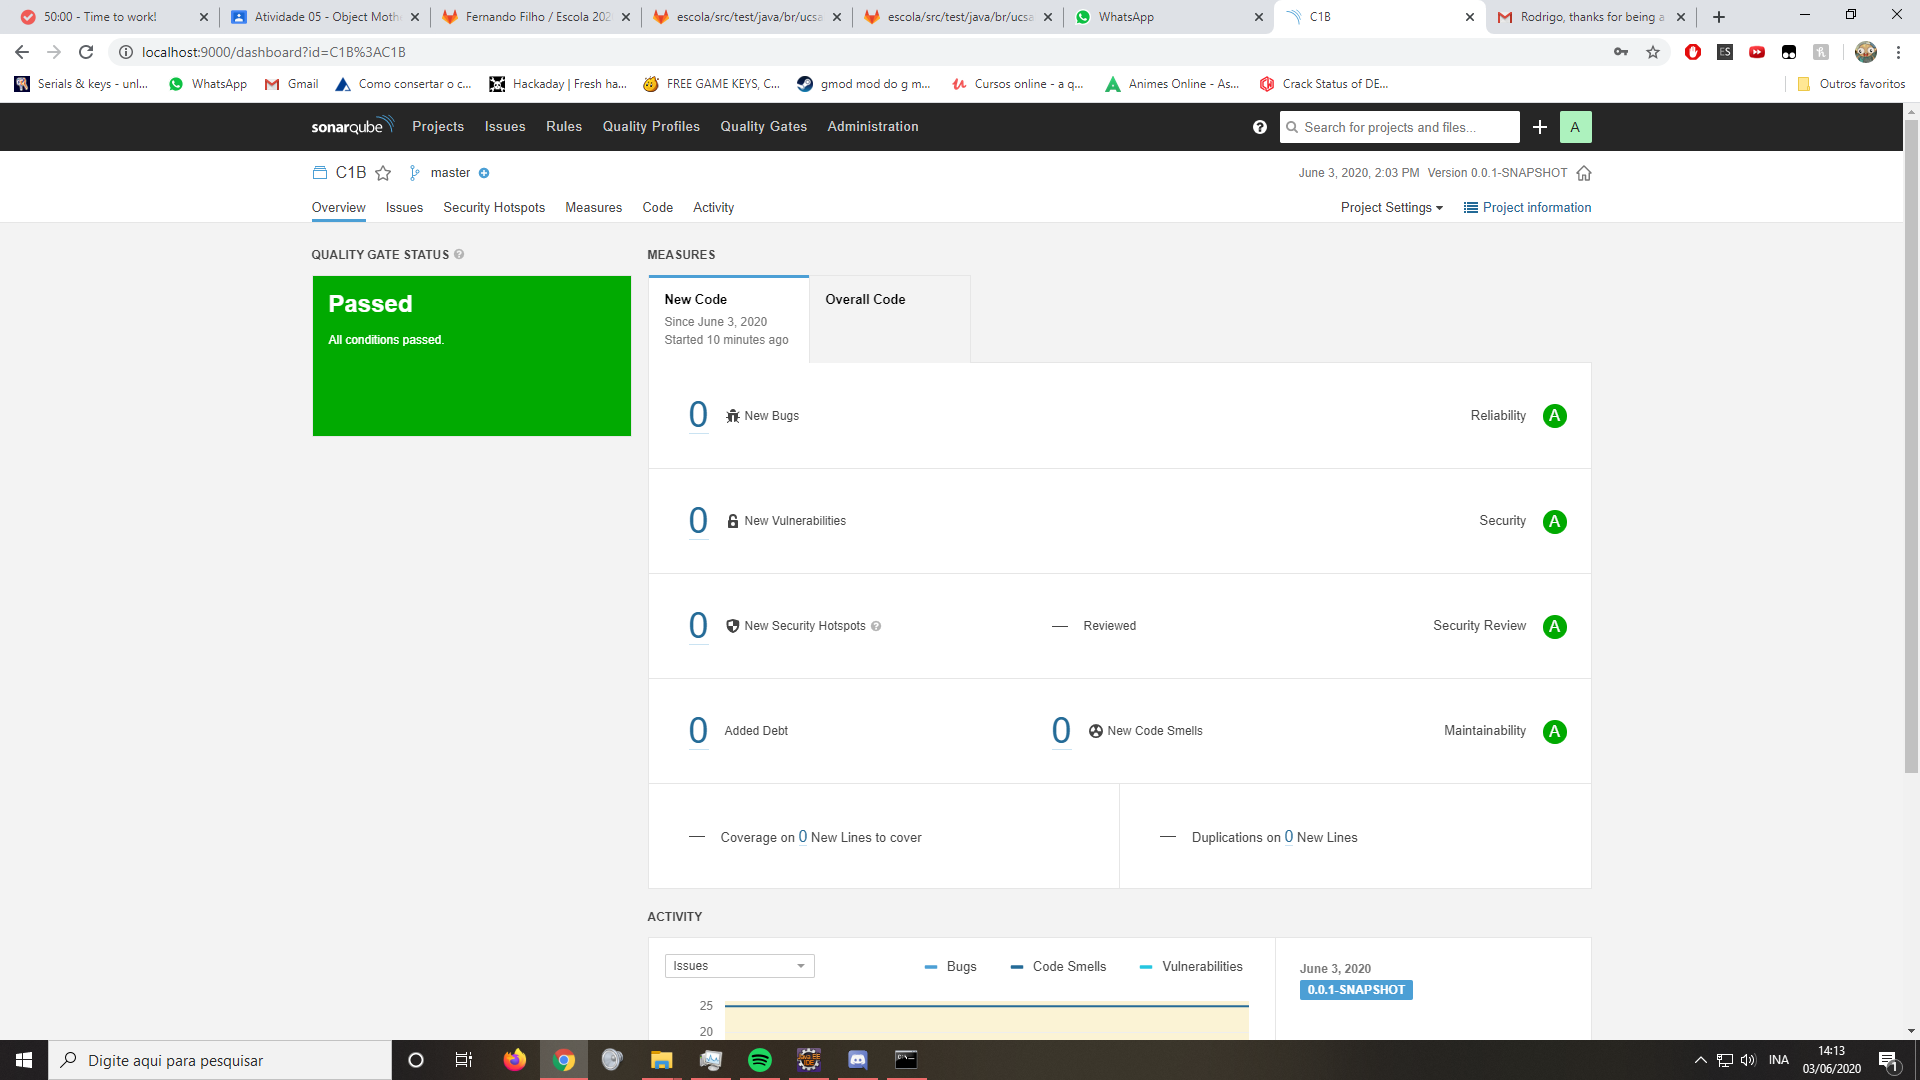 50:00 - Time to work!
Atividade 05 - Object Moth
Fernando Filho / Escola 202
escola/src/test/java/br/ucsa
escola/src/test/java/br/ucsa
WhatsApp
C1B
Rodrigo, thanks for being a
localhost:9000/dashboard?id=C1B%3AC1B
Serials & keys - unl...
WhatsApp
Gmail
Como consertar o c...
Hackaday | Fresh ha...
FREE GAME KEYS, C...
gmod mod do g m...
Cursos online - a q...
Animes Online - As...
Crack Status of DE...
Outros favoritos
sonarqube
Projects
Issues
Rules
Quality Profiles
Quality Gates
Administration
Search for projects and files...
A
C1B
master
June 3, 2020, 2:03 PM Version 0.0.1-SNAPSHOT
Overview
Issues
Security Hotspots
Measures
Code
Activity
Project Settings
Project information
QUALITY GATE STATUS
MEASURES
Passed
All conditions passed.
New Code
Since June 3, 2020
Started 10 minutes ago
Overall Code
0 New Bugs
Reliability A
0 New Vulnerabilities
Security A
0 New Security Hotspots
— Reviewed
Security Review A
0 Added Debt
0 New Code Smells
Maintainability A
— Coverage on 0 New Lines to cover
— Duplications on 0 New Lines
ACTIVITY
Issues
Bugs
Code Smells
Vulnerabilities
25
20
June 3, 2020
0.0.1-SNAPSHOT
Digite aqui para pesquisar
INA
14:13
03/06/2020
1